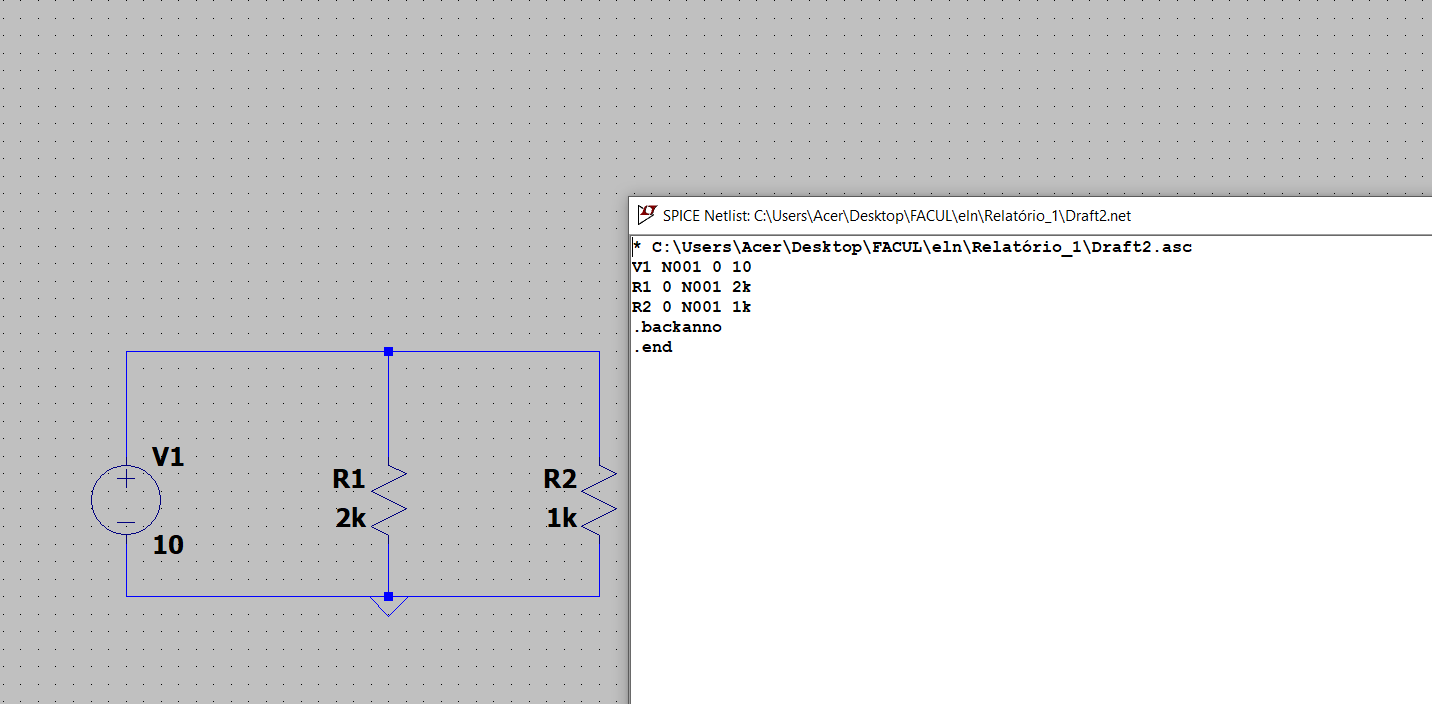 V1
10
R1
2k
R2
1k
SPICE Netlist: C:\Users\Acer\Desktop\FACUL\eln\Relatório_1\Draft2.net
* C:\Users\Acer\Desktop\FACUL\eln\Relatório_1\Draft2.asc
V1 N001 0 10
R1 0 N001 2k
R2 0 N001 1k
.backanno
.end